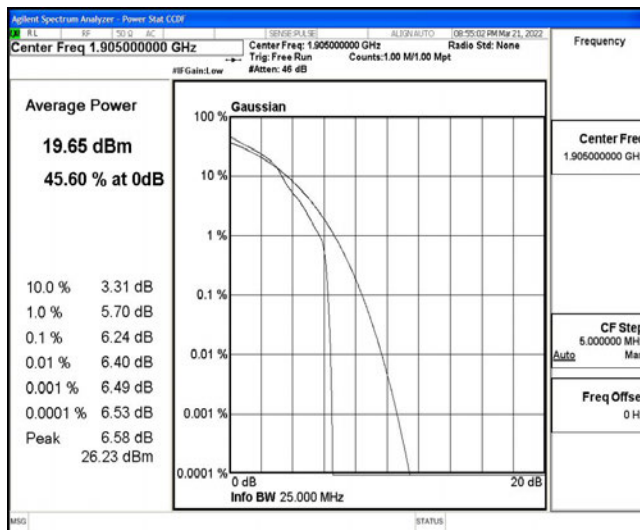 Agilent Spectrum Analyzer - Power Stat CCDF
RL RF 50 Ω AC SENSE:PULSE ALIGN AUTO 08:55:02 PM Mar 21, 2022
Center Freq 1.905000000 GHz
Center Freq: 1.905000000 GHz Radio Std: None
Trig: Free Run Counts:1.00 M/1.00 Mpt
#IFGain:Low #Atten: 46 dB
Frequency
Average Power
19.65 dBm
45.60 % at 0dB
10.0 % 3.31 dB
1.0 % 5.70 dB
0.1 % 6.24 dB
0.01 % 6.40 dB
0.001 % 6.49 dB
0.0001 % 6.53 dB
Peak 6.58 dB
26.23 dBm
Gaussian
100 %
10 %
1 %
0.1 %
0.01 %
0.001 %
0.0001 %
0 dB 20 dB
Info BW 25.000 MHz
Center Freq
1.905000000 GH
CF Step
5.000000 MH
Auto Ma
Freq Offse
0 H
MSG STATUS